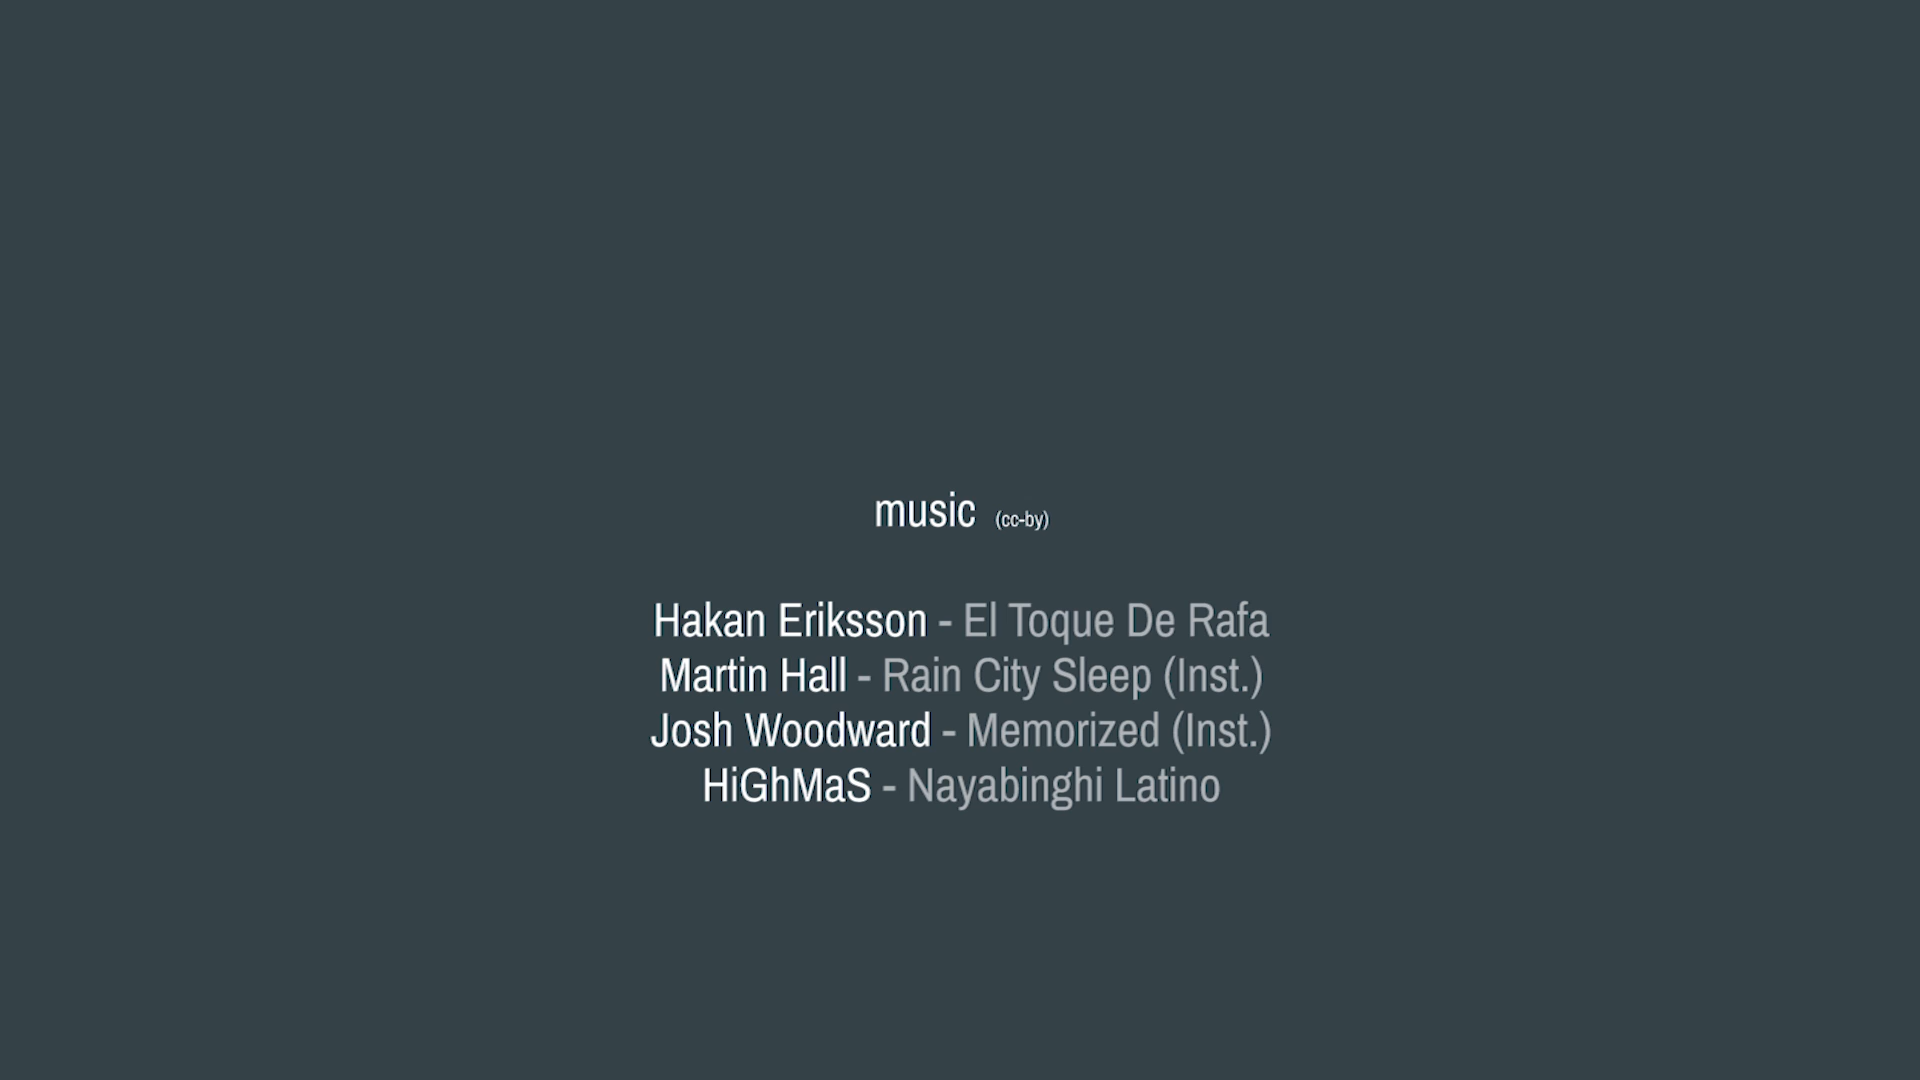 music (cc-by)
Hakan Eriksson - El Toque De Rafa
Martin Hall - Rain City Sleep (Inst.)
Josh Woodward - Memorized (Inst.)
HiGhMaS - Nayabinghi Latino